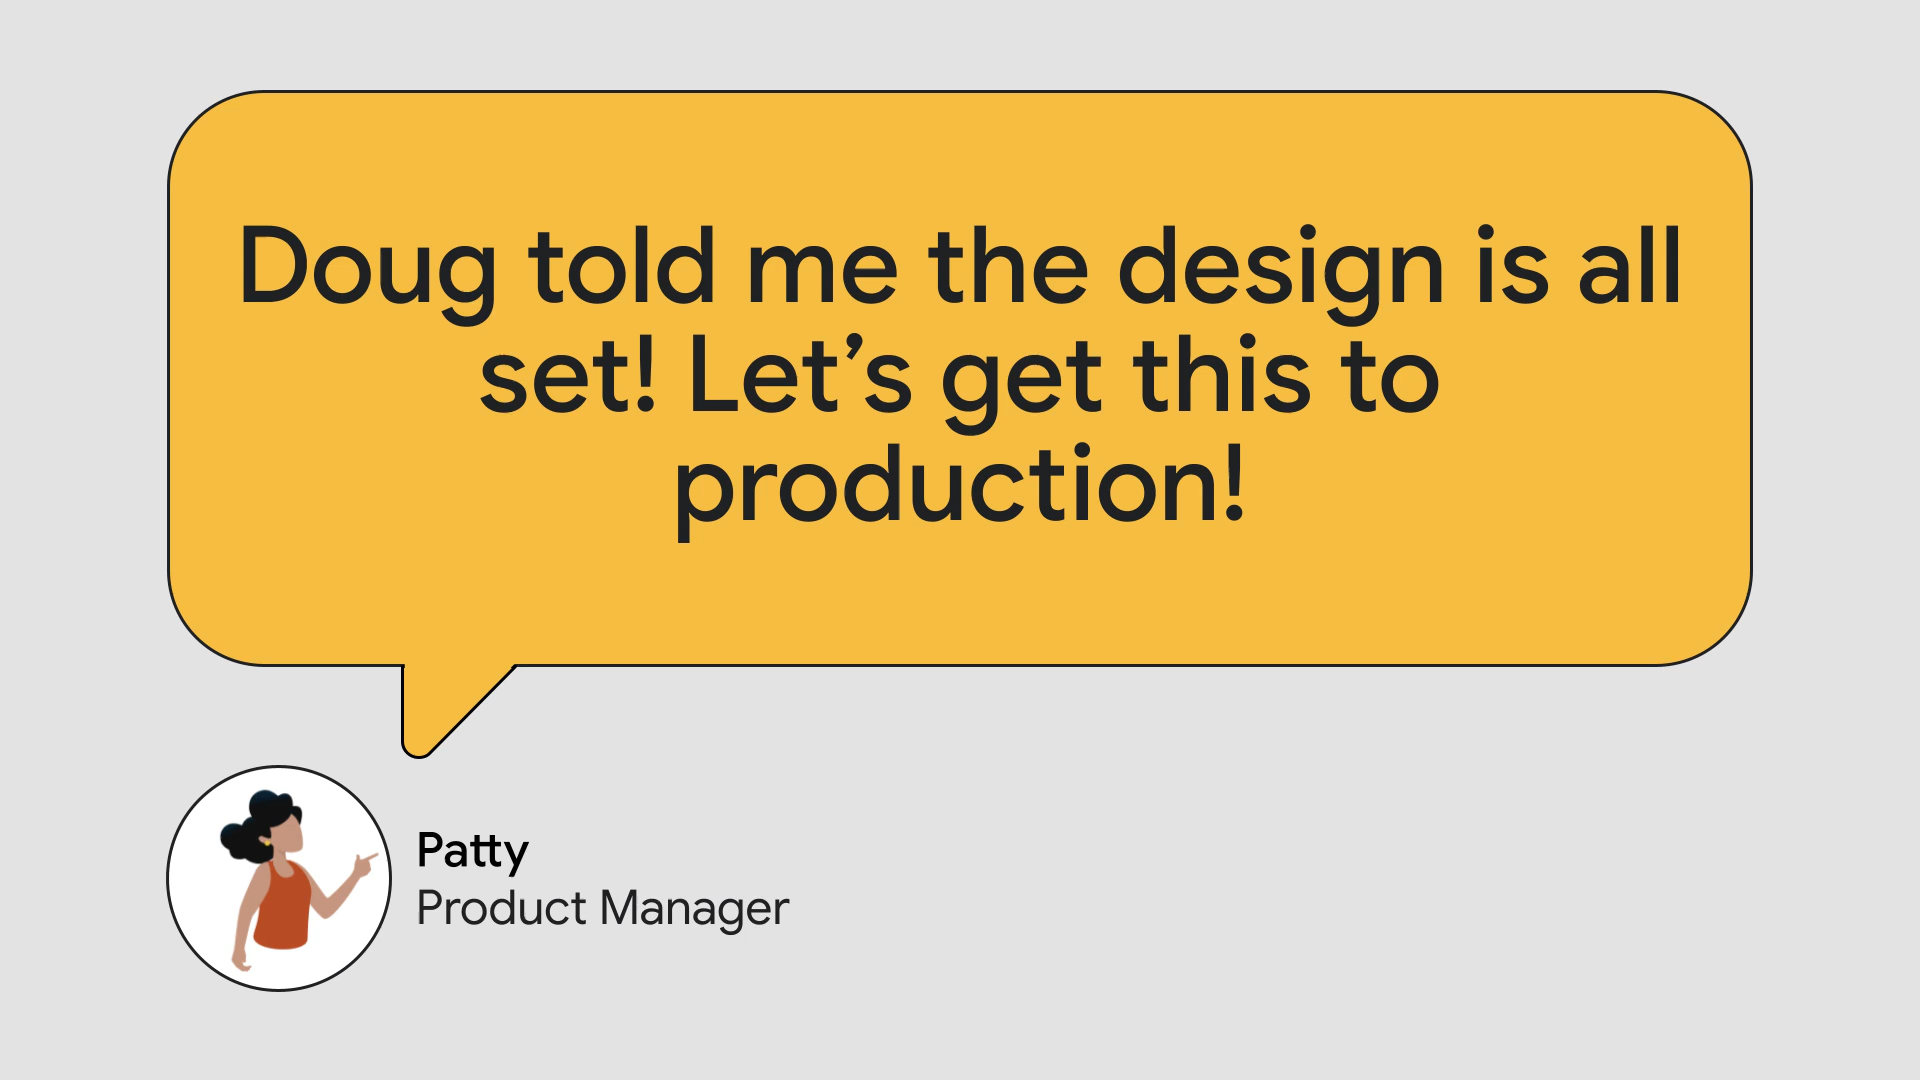 Doug told me the design is all
set! Let’s get this to
production!
Patty
Product Manager